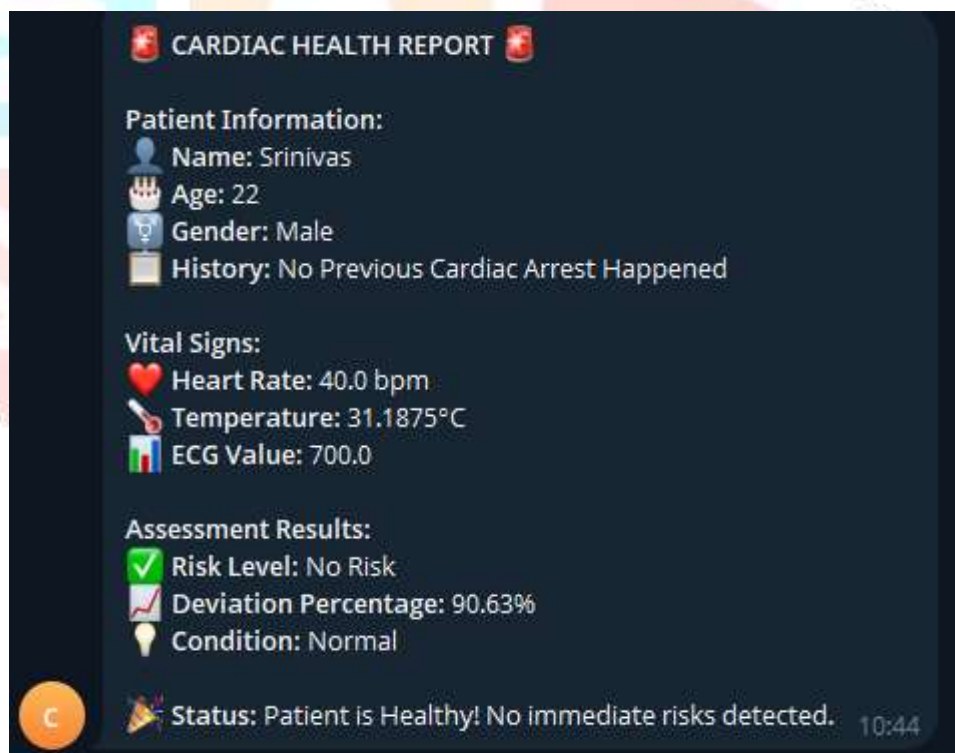 🚨 CARDIAC HEALTH REPORT 🚨
Patient Information:
👤 Name: Srinivas
🎂 Age: 22
⚧ Gender: Male
📋 History: No Previous Cardiac Arrest Happened
Vital Signs:
❤️ Heart Rate: 40.0 bpm
🌡️ Temperature: 31.1875°C
📊 ECG Value: 700.0
Assessment Results:
✅ Risk Level: No Risk
📈 Deviation Percentage: 90.63%
💡 Condition: Normal
🎉 Status: Patient is Healthy! No immediate risks detected. 10:44
C